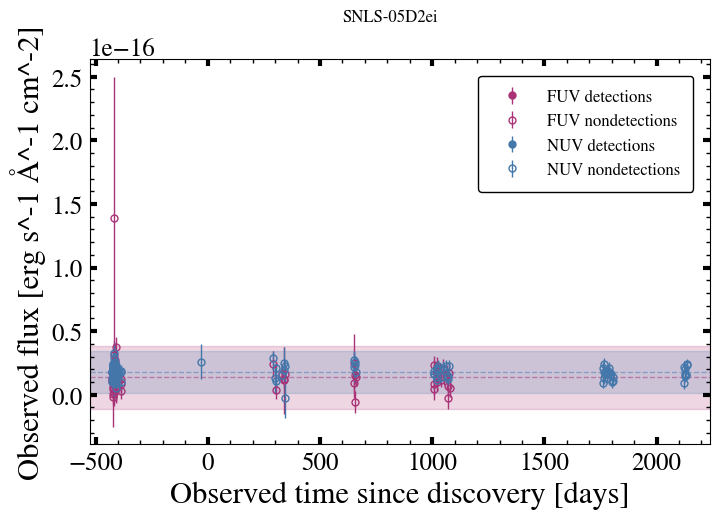 SNLS-05D2ei
1e−16
2.5
2.0
1.5
1.0
0.5
0.0
FUV detections
FUV nondetections
NUV detections
NUV nondetections
Observed flux [erg s^-1 Å^-1 cm^-2]
−500
0
500
1000
1500
2000
Observed time since discovery [days]